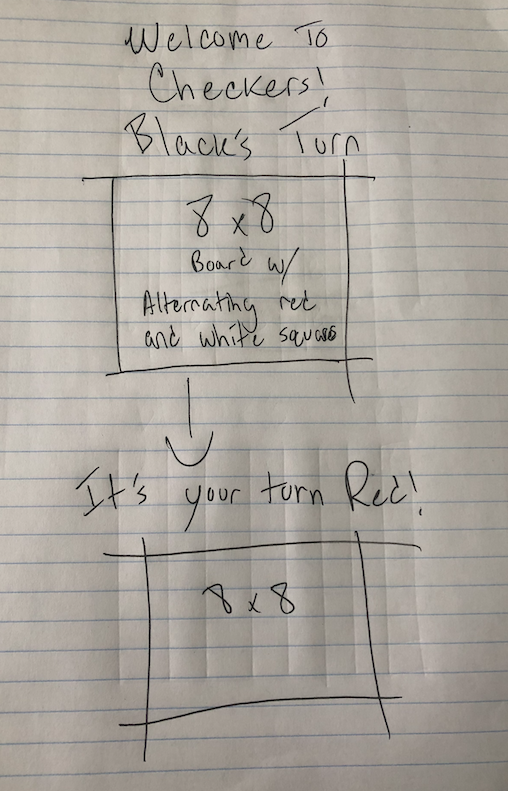 Welcome To
Checkers!
Black's Turn
8 x 8
Board w/
Alternating red
and white squares
It's your turn Red!
8 x 8